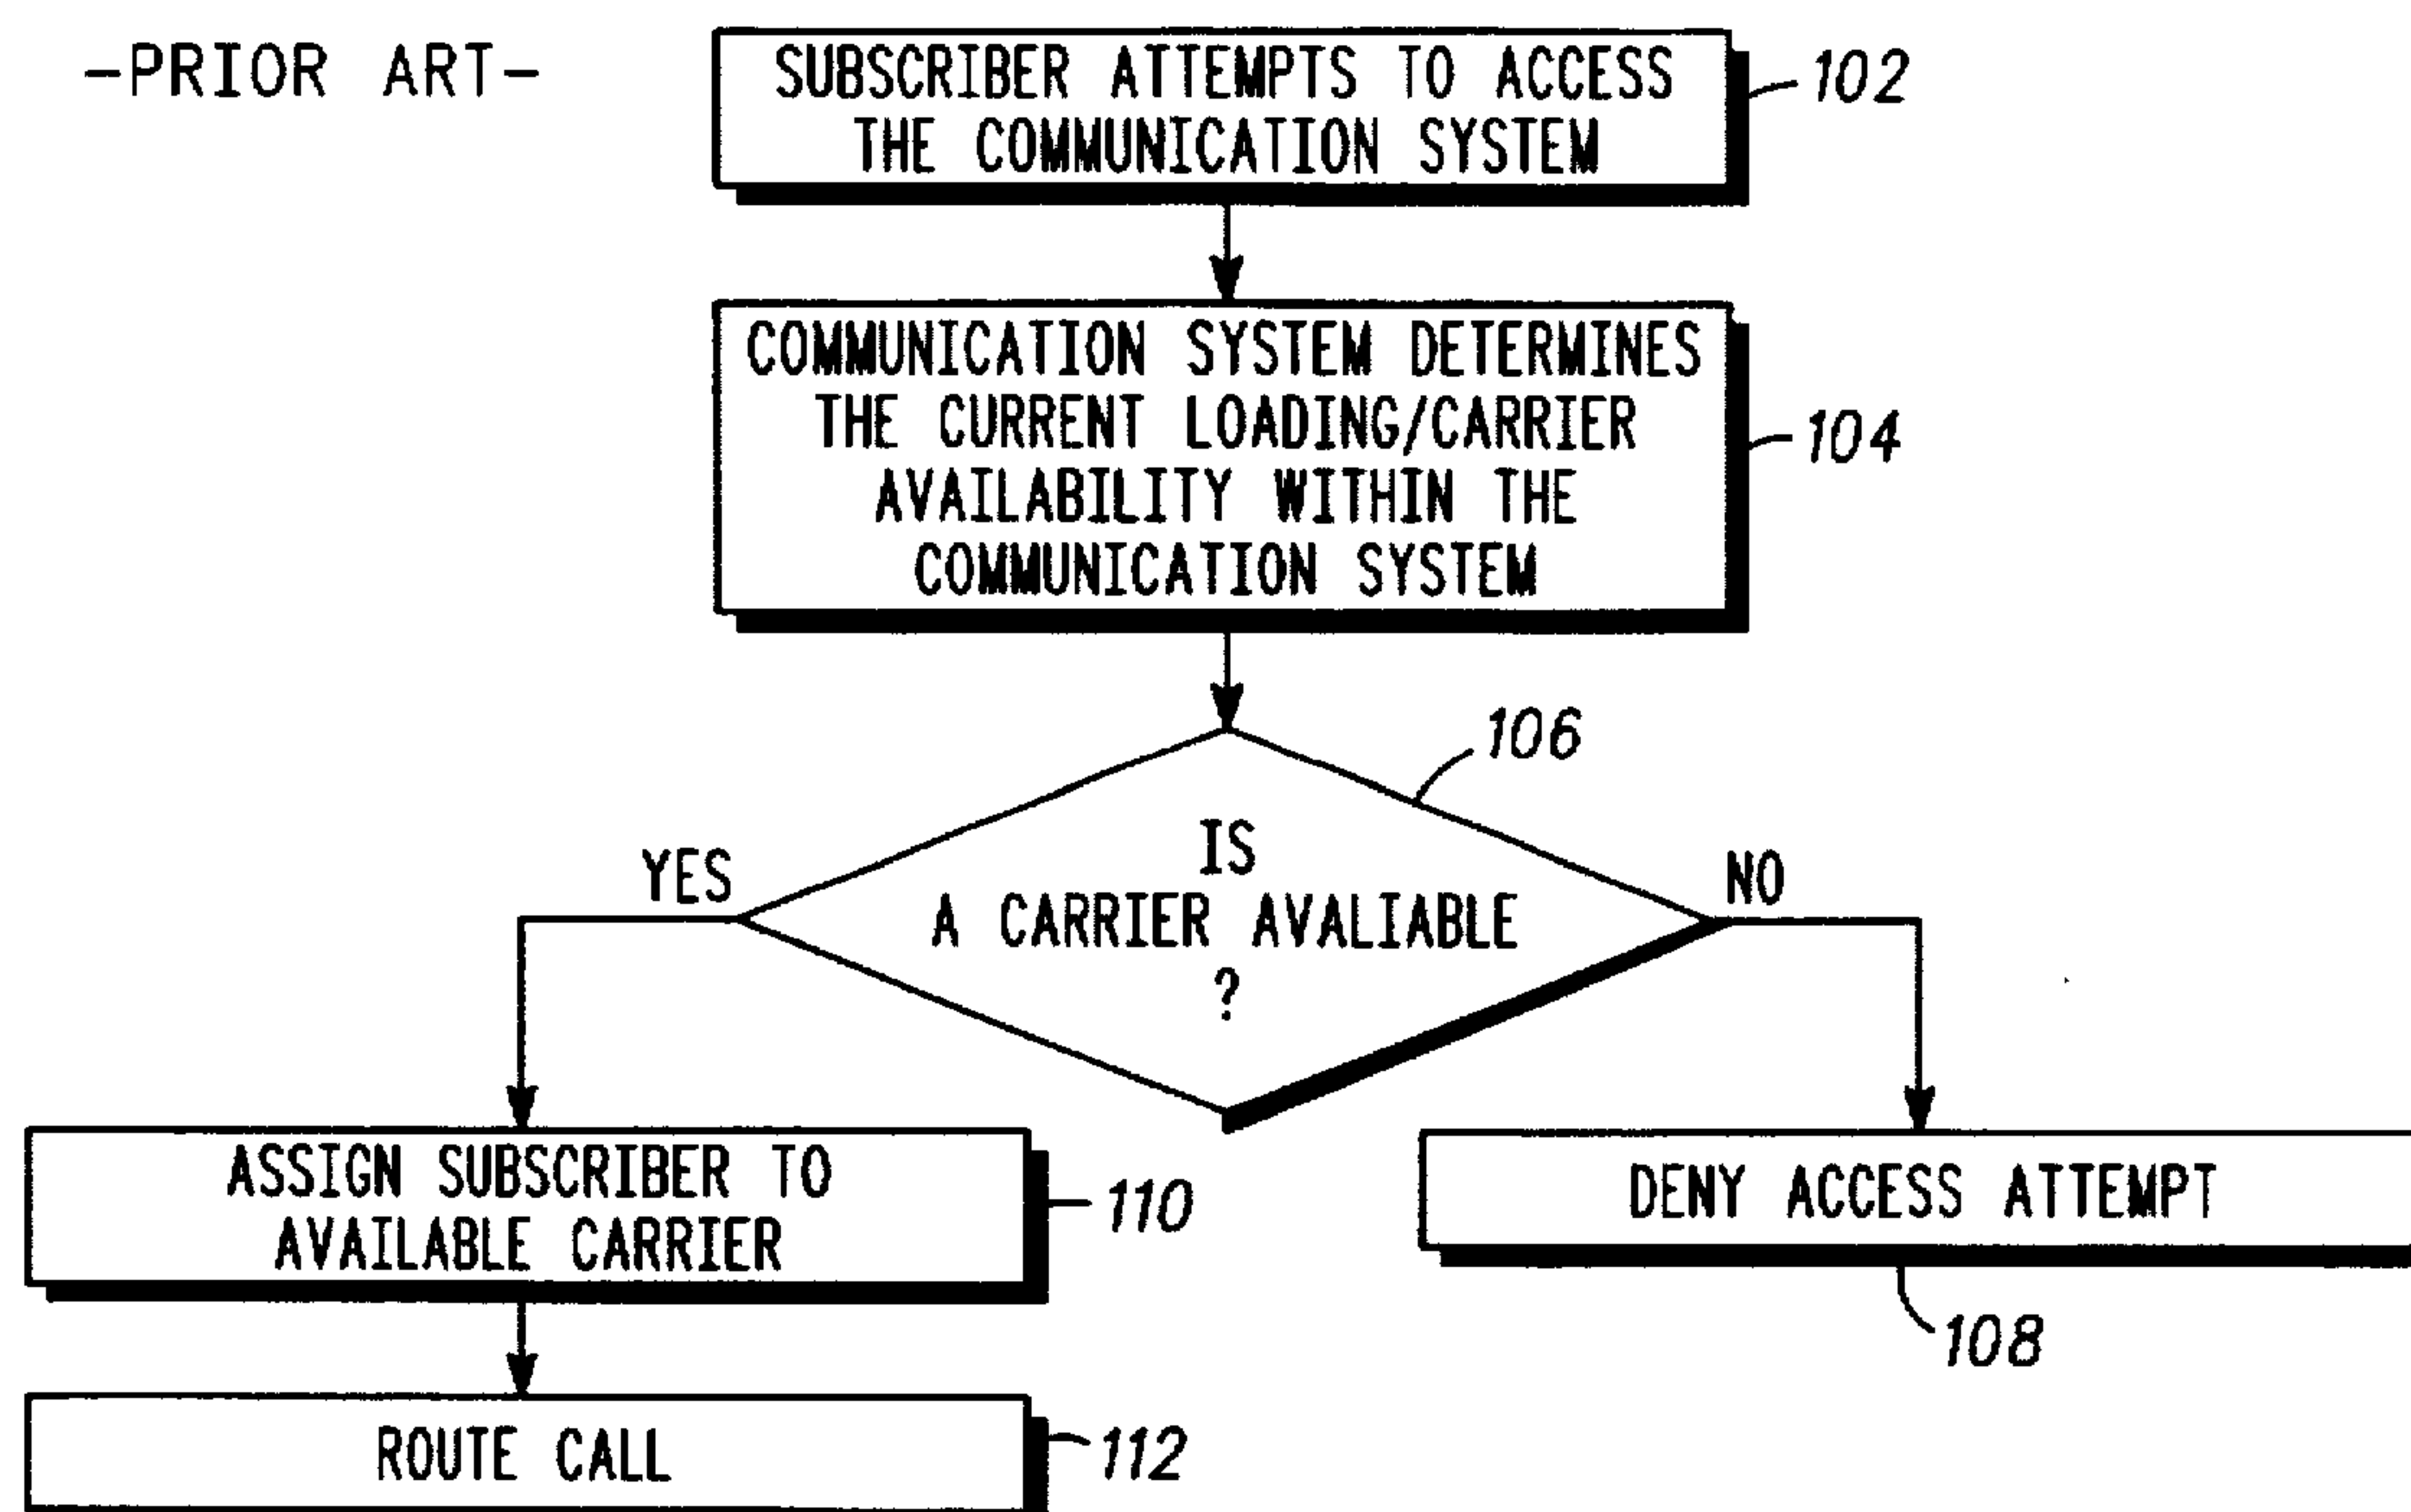 -PRIOR ART-
SUBSCRIBER ATTEMPTS TO ACCESS
THE COMMUNICATION SYSTEM
102
COMMUNICATION SYSTEM DETERMINES
THE CURRENT LOADING/CARRIER
AVAILABILITY WITHIN THE
COMMUNICATION SYSTEM
104
106
IS
A CARRIER AVALIABLE
?
YES
NO
ASSIGN SUBSCRIBER TO
AVAILABLE CARRIER
110
DENY ACCESS ATTEMPT
108
ROUTE CALL
112